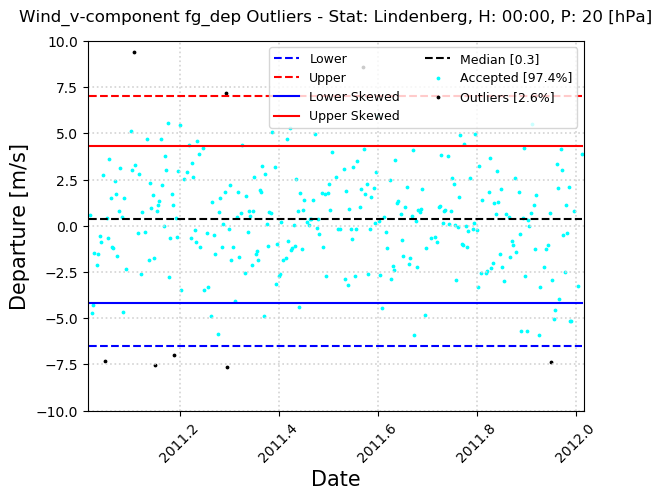 Wind_v-component fg_dep Outliers - Stat: Lindenberg, H: 00:00, P: 20 [hPa]
Departure [m/s]
10.0
7.5
5.0
2.5
0.0
−2.5
−5.0
−7.5
−10.0
Lower
Upper
Lower Skewed
Upper Skewed
Median [0.3]
Accepted [97.4%]
Outliers [2.6%]
2011.2
2011.4
2011.6
2011.8
2012.0
Date